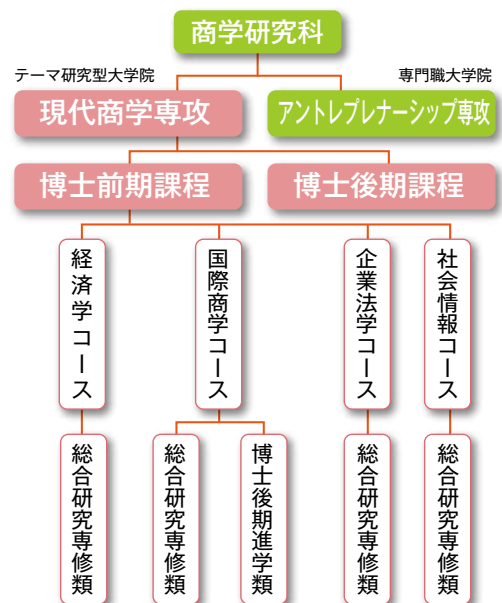 商学研究科
テーマ研究型大学院
専門職大学院
現代商学専攻
アントレプレナーシップ専攻
博士前期課程
博士後期課程
経済学コース
国際商学コース
企業法学コース
社会情報コース
総合研究専修類
総合研究専修類
博士後期進学類
総合研究専修類
総合研究専修類